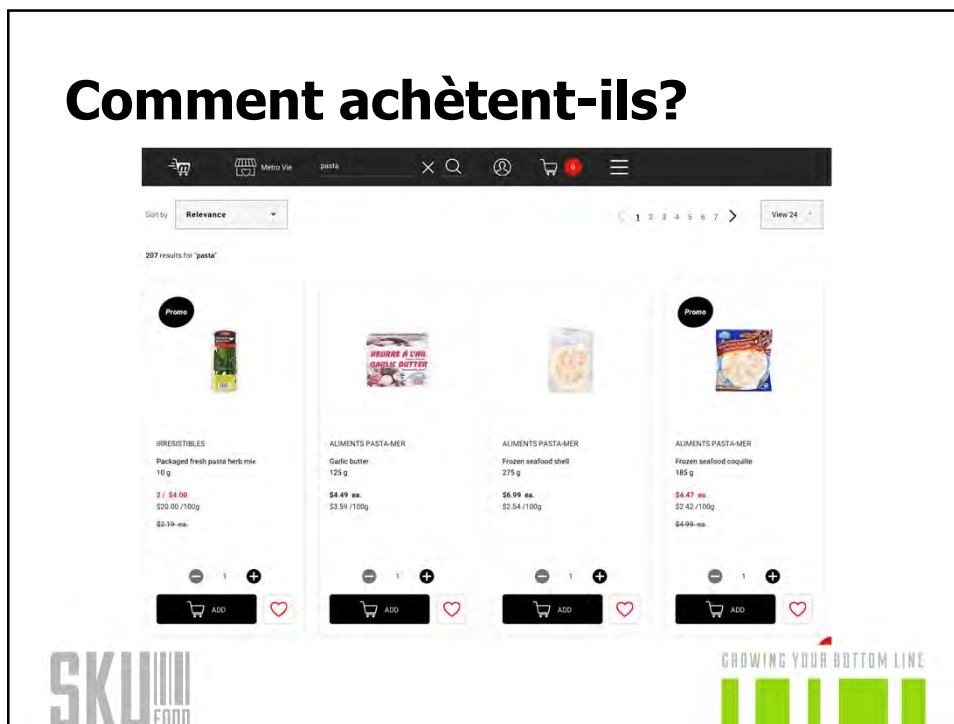 Comment achètent-ils?
Metro Vie
pasta
Sort by
Relevance
1 2 3 4 5 6 7
View 24
207 results for "pasta"
Promo
Promo
BEURRE À L'AIL
GARLIC BUTTER
IRRESISTIBLES
Packaged fresh pasta herb mix
10 g
2 / $4.00
$20.00 /100g
$2.19 ea.
1
ADD
ALIMENTS PASTA-MER
Garlic butter
125 g
$4.49 ea.
$3.59 /100g
1
ADD
ALIMENTS PASTA-MER
Frozen seafood shell
275 g
$6.99 ea.
$2.54 /100g
1
ADD
ALIMENTS PASTA-MER
Frozen seafood coquille
185 g
$4.47 ea.
$2.42 /100g
$4.99 ea.
1
ADD
SKU
FOOD
GROWING YOUR BOTTOM LINE